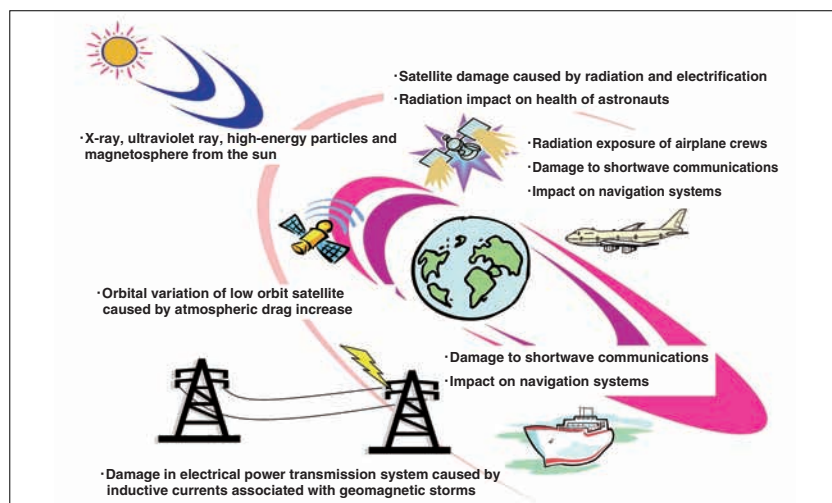 ·Satellite damage caused by radiation and electrification
·Radiation impact on health of astronauts
·X-ray, ultraviolet ray, high-energy particles and
magnetosphere from the sun
·Radiation exposure of airplane crews
·Damage to shortwave communications
·Impact on navigation systems
·Orbital variation of low orbit satellite
caused by atmospheric drag increase
·Damage to shortwave communications
·Impact on navigation systems
·Damage in electrical power transmission system caused by
inductive currents associated with geomagnetic storms